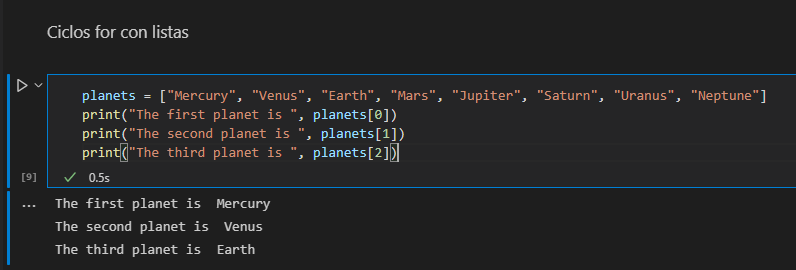 Ciclos for con listas
planets = ["Mercury", "Venus", "Earth", "Mars", "Jupiter", "Saturn", "Uranus", "Neptune"]
print("The first planet is ", planets[0])
print("The second planet is ", planets[1])
print("The third planet is ", planets[2])
[9] 0.5s
... The first planet is  Mercury
The second planet is  Venus
The third planet is  Earth